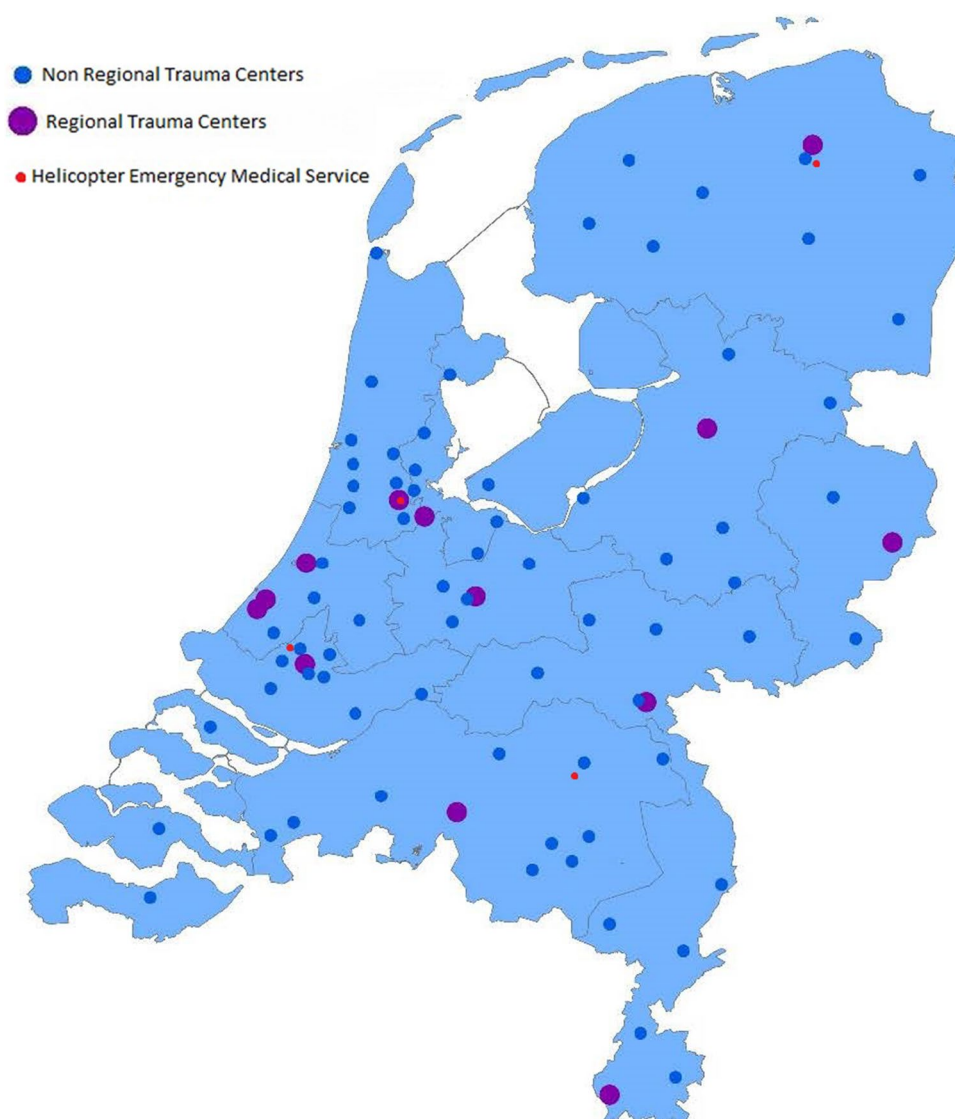 Non Regional Trauma Centers
Regional Trauma Centers
Helicopter Emergency Medical Service